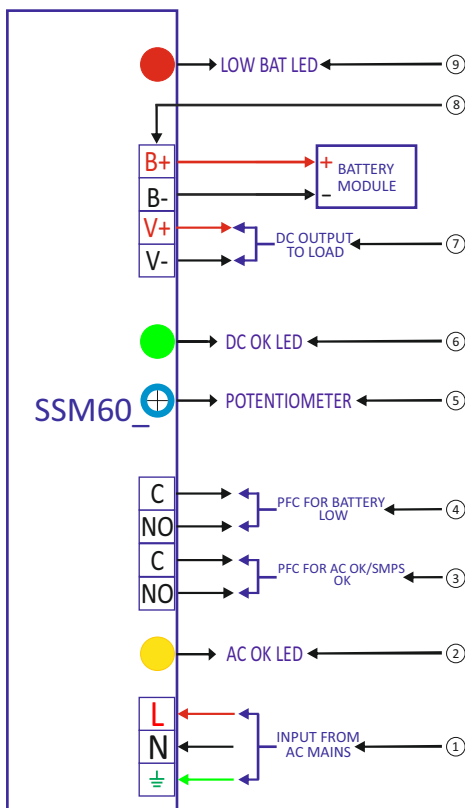 LOW BAT LED
9
8
B+
+
BATTERY
MODULE
B-
–
V+
DC OUTPUT
TO LOAD
7
V-
DC OK LED
6
SSM60_
POTENTIOMETER
5
C
PFC FOR BATTERY
LOW
4
NO
C
PFC FOR AC OK/SMPS
OK
3
NO
AC OK LED
2
L
N
INPUT FROM
AC MAINS
1